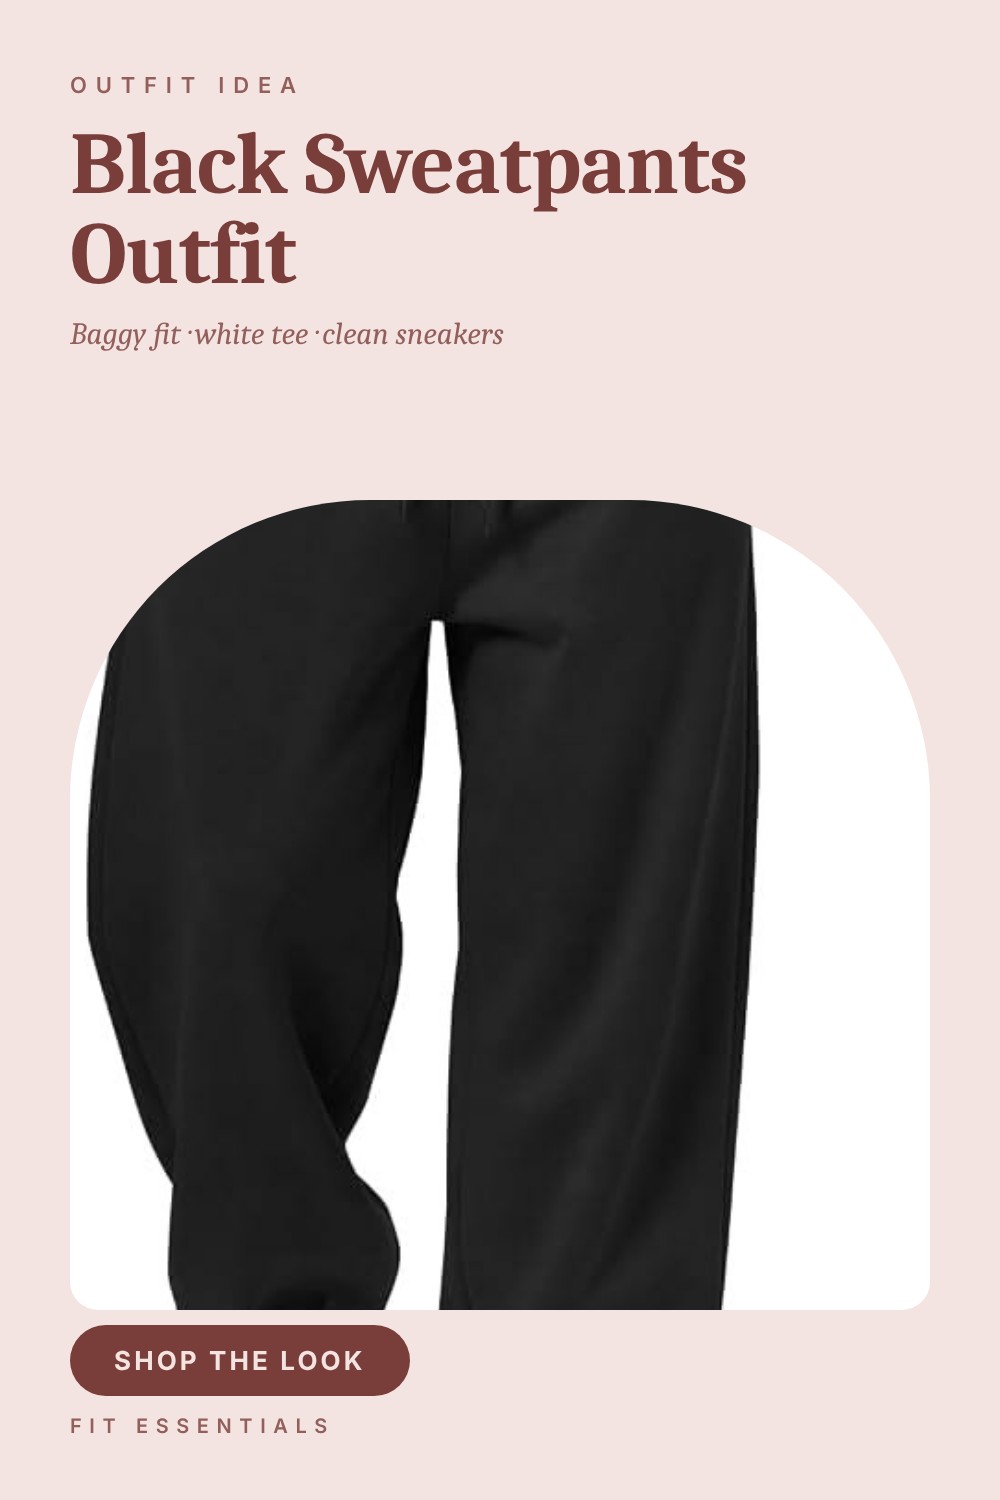 OUTFIT IDEA
Black Sweatpants
Outfit
Baggy fit · white tee · clean sneakers
SHOP THE LOOK
FIT ESSENTIALS